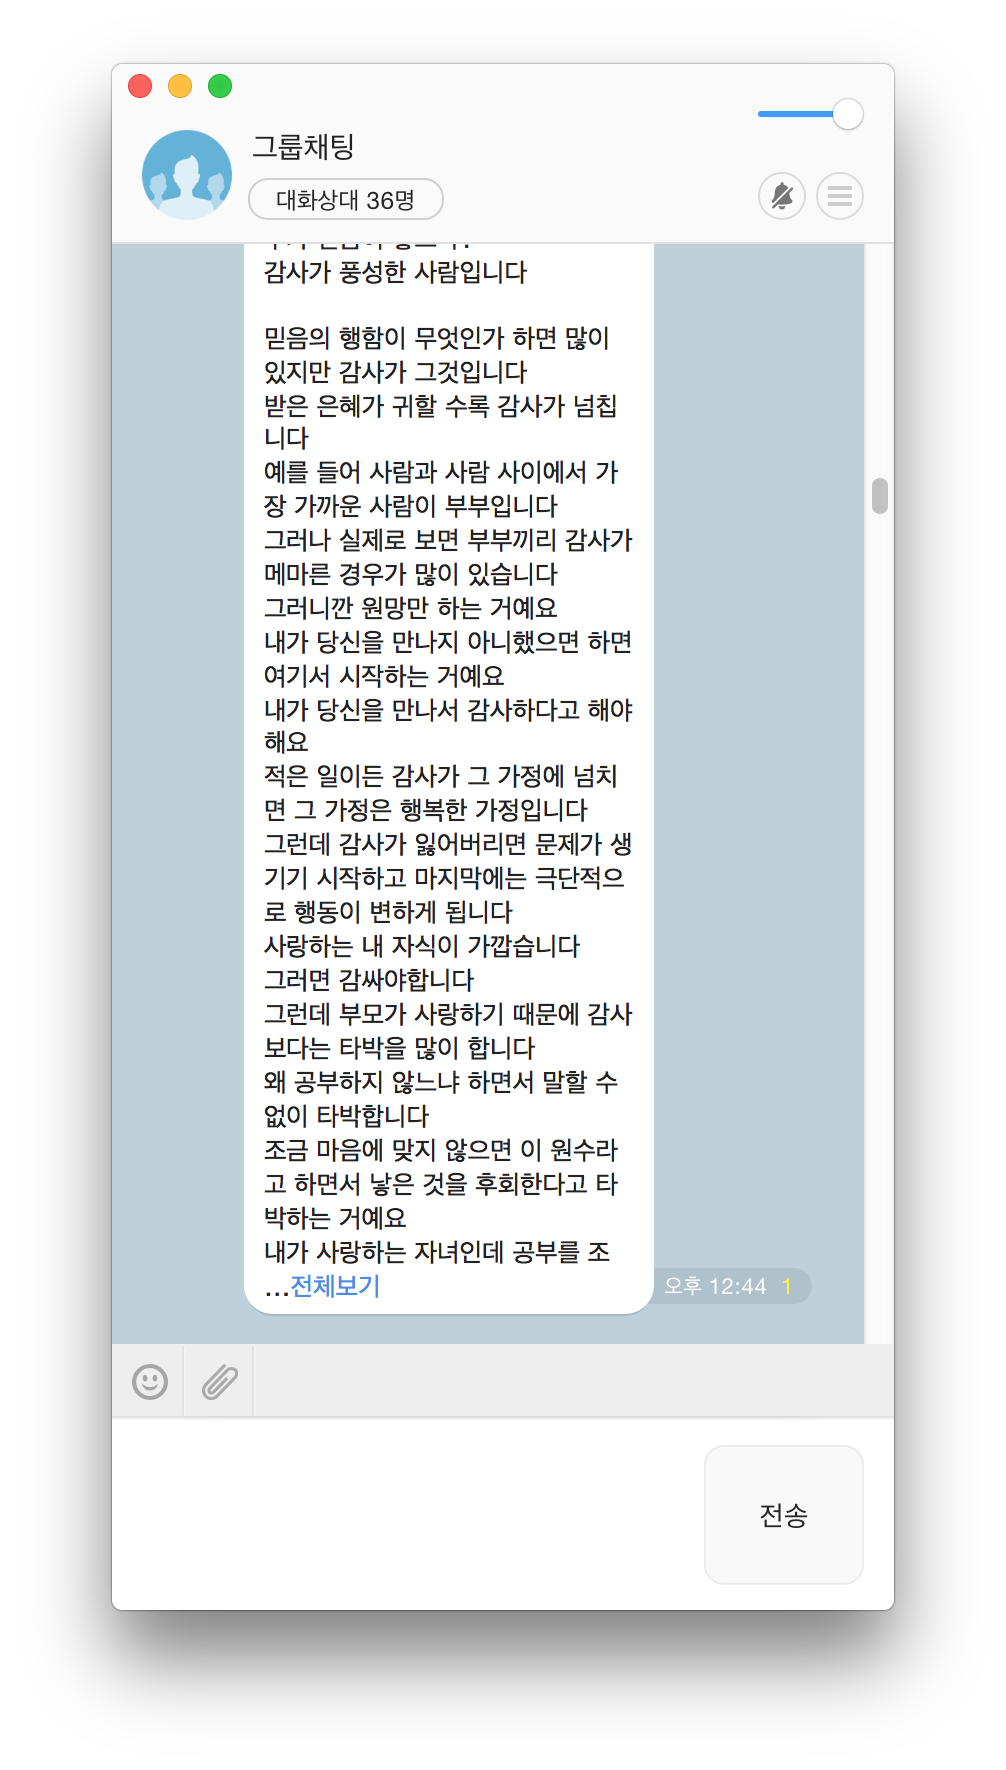 그룹채팅
대화상대 36명
감사가 풍성한 사람입니다
믿음의 행함이 무엇인가 하면 많이
있지만 감사가 그것입니다
받은 은혜가 귀할 수록 감사가 넘칩
니다
예를 들어 사람과 사람 사이에서 가
장 가까운 사람이 부부입니다
그러나 실제로 보면 부부끼리 감사가
메마른 경우가 많이 있습니다
그러니깐 원망만 하는 거예요
내가 당신을 만나지 아니했으면 하면
여기서 시작하는 거예요
내가 당신을 만나서 감사하다고 해야
해요
적은 일이든 감사가 그 가정에 넘치
면 그 가정은 행복한 가정입니다
그런데 감사가 잃어버리면 문제가 생
기기 시작하고 마지막에는 극단적으
로 행동이 변하게 됩니다
사랑하는 내 자식이 가깝습니다
그러면 감싸야합니다
그런데 부모가 사랑하기 때문에 감사
보다는 타박을 많이 합니다
왜 공부하지 않느냐 하면서 말할 수
없이 타박합니다
조금 마음에 맞지 않으면 이 원수라
고 하면서 낳은 것을 후회한다고 타
박하는 거예요
내가 사랑하는 자녀인데 공부를 조
...전체보기
오후 12:44 1
전송